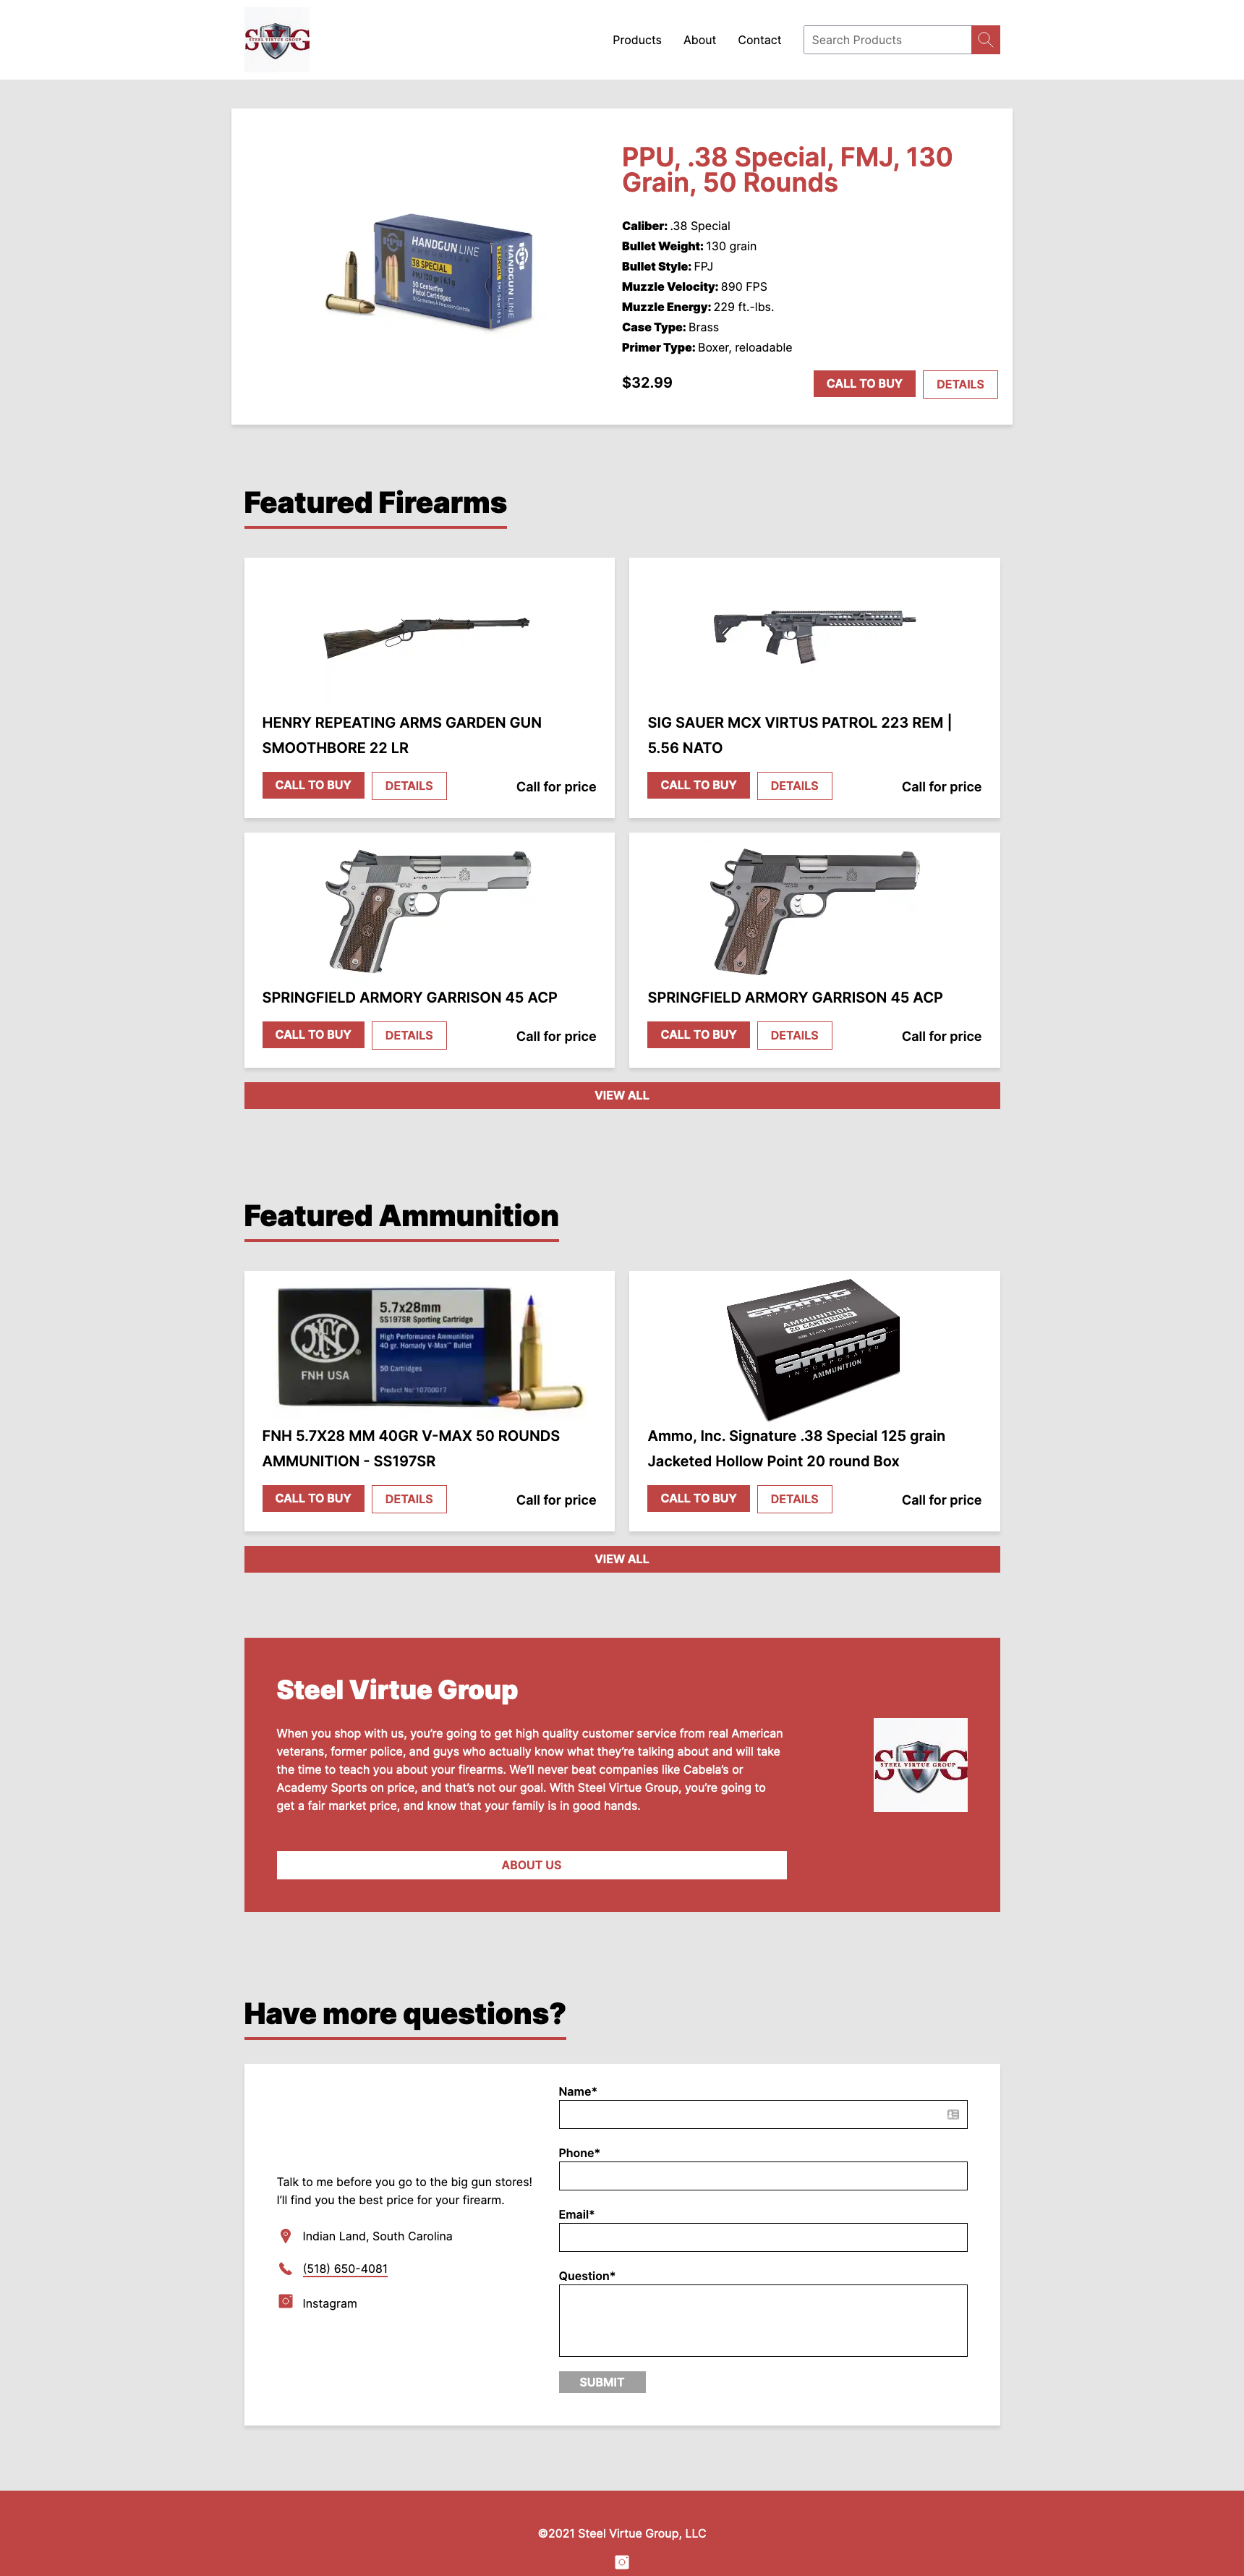 SVG
STEEL VIRTUE GROUP
Products
About
Contact
Search Products
HANDGUN LINE
AMMUNITION
38 SPECIAL
50 Centerfire
Pistol Cartridges
HANDGUN LINE
PPU, .38 Special, FMJ, 130
Grain, 50 Rounds
Caliber: .38 Special
Bullet Weight: 130 grain
Bullet Style: FPJ
Muzzle Velocity: 890 FPS
Muzzle Energy: 229 ft.-lbs.
Case Type: Brass
Primer Type: Boxer, reloadable
$32.99
CALL TO BUY
DETAILS
Featured Firearms
HENRY REPEATING ARMS GARDEN GUN
SMOOTHBORE 22 LR
CALL TO BUY
DETAILS
Call for price
SIG SAUER MCX VIRTUS PATROL 223 REM |
5.56 NATO
CALL TO BUY
DETAILS
Call for price
SPRINGFIELD ARMORY GARRISON 45 ACP
CALL TO BUY
DETAILS
Call for price
SPRINGFIELD ARMORY GARRISON 45 ACP
CALL TO BUY
DETAILS
Call for price
VIEW ALL
Featured Ammunition
FNH USA
5.7x28mm
SS197SR Sporting Cartridge
High Performance Ammunition
40 gr. Hornady V-Max™ Bullet
50 Cartridges
Product No: 10700017
FNH 5.7X28 MM 40GR V-MAX 50 ROUNDS
AMMUNITION - SS197SR
CALL TO BUY
DETAILS
Call for price
ammo
AMMUNITION
20 CARTRIDGES
ammo
INCORPORATED
AMMUNITION
Ammo, Inc. Signature .38 Special 125 grain
Jacketed Hollow Point 20 round Box
CALL TO BUY
DETAILS
Call for price
VIEW ALL
Steel Virtue Group
When you shop with us, you’re going to get high quality customer service from real American
veterans, former police, and guys who actually know what they’re talking about and will take
the time to teach you about your firearms. We’ll never beat companies like Cabela’s or
Academy Sports on price, and that’s not our goal. With Steel Virtue Group, you’re going to
get a fair market price, and know that your family is in good hands.
ABOUT US
SVG
STEEL VIRTUE GROUP
Have more questions?
Talk to me before you go to the big gun stores!
I’ll find you the best price for your firearm.
Indian Land, South Carolina
(518) 650-4081
Instagram
Name*
Phone*
Email*
Question*
SUBMIT
©2021 Steel Virtue Group, LLC